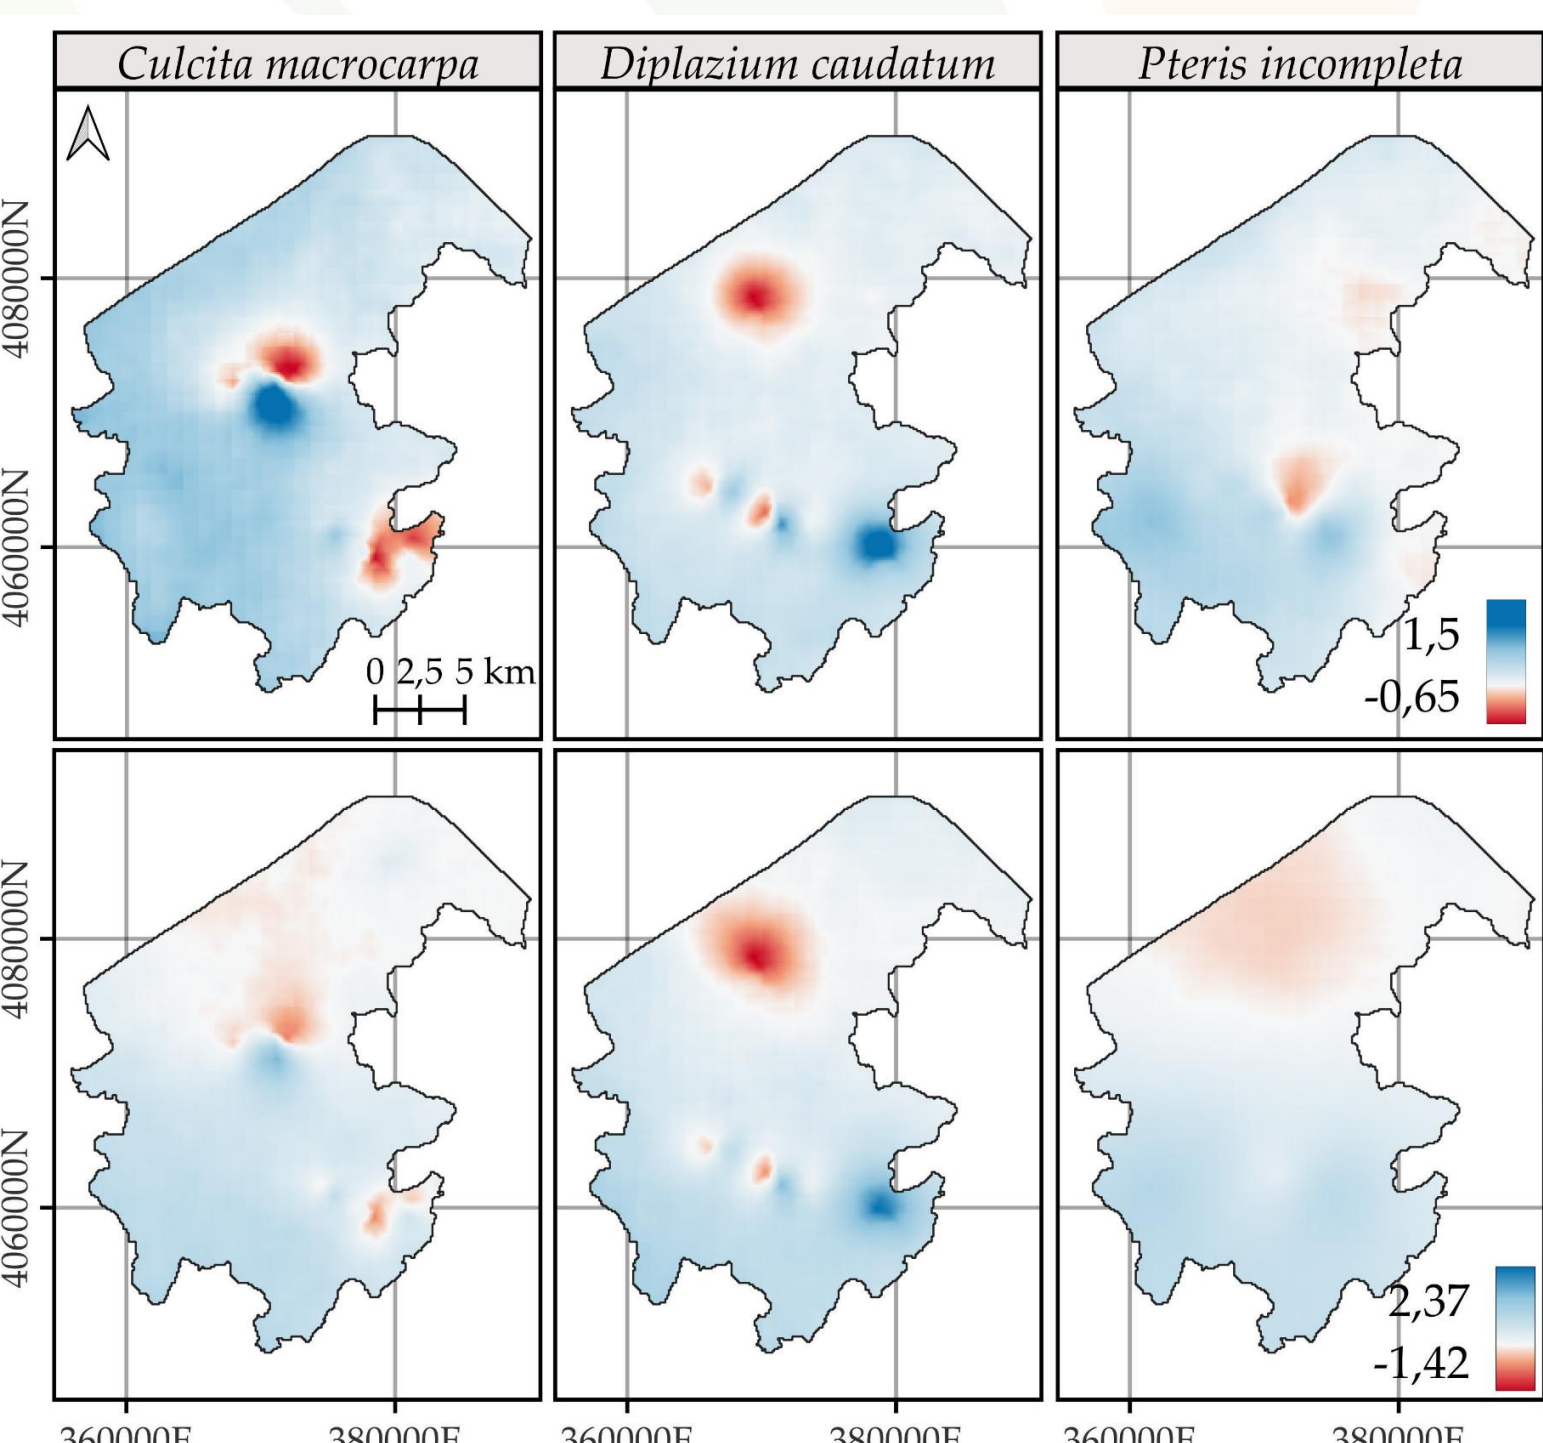 Culcita macrocarpa
Diplazium caudatum
Pteris incompleta
4080000N
4060000N
0 2,5 5 km
1,5
-0,65
4080000N
4060000N
2,37
-1,42
360000E 380000E 360000E 380000E 360000E 380000E